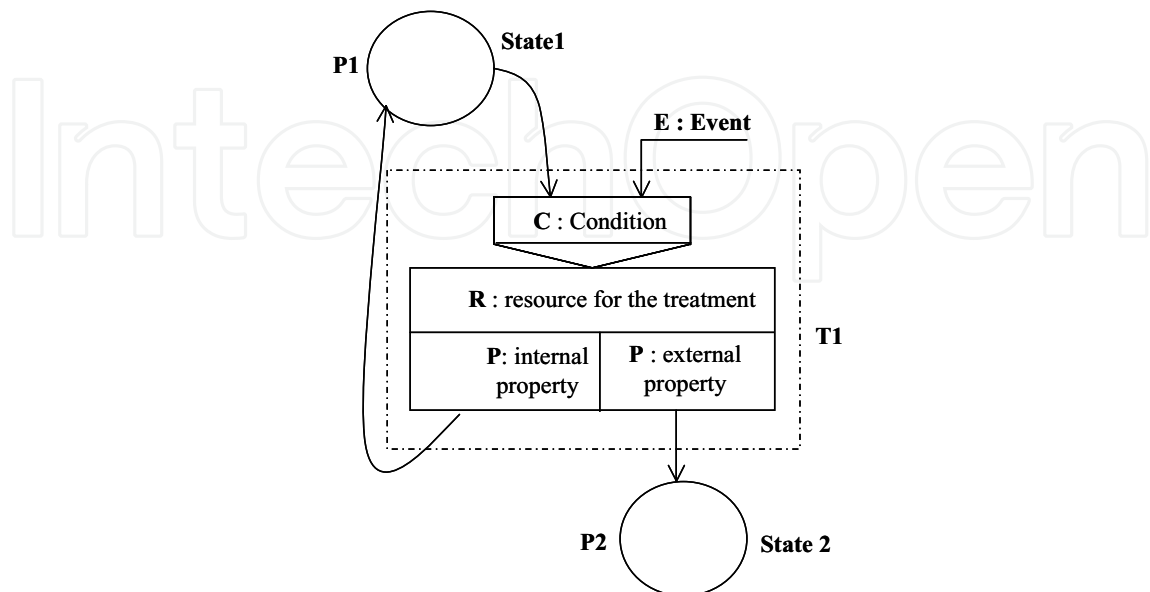 State1
P1
E : Event
IntechOpen
C : Condition
R : resource for the treatment
T1
P: internal
property
P : external
property
P2
State 2